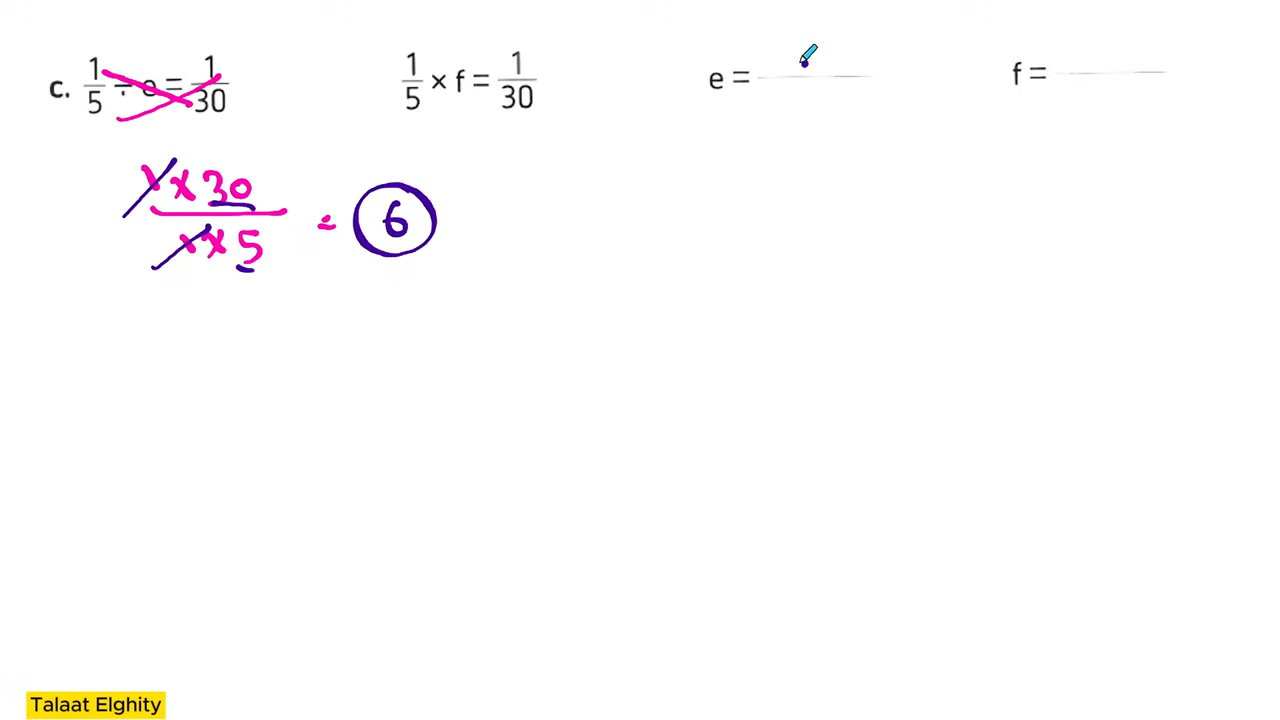 c. 1/5 ÷ e = 1/30   1/5 × f = 1/30   e =   f =
1 × 30 / 1 × 5 = 6
Talaat Elghity